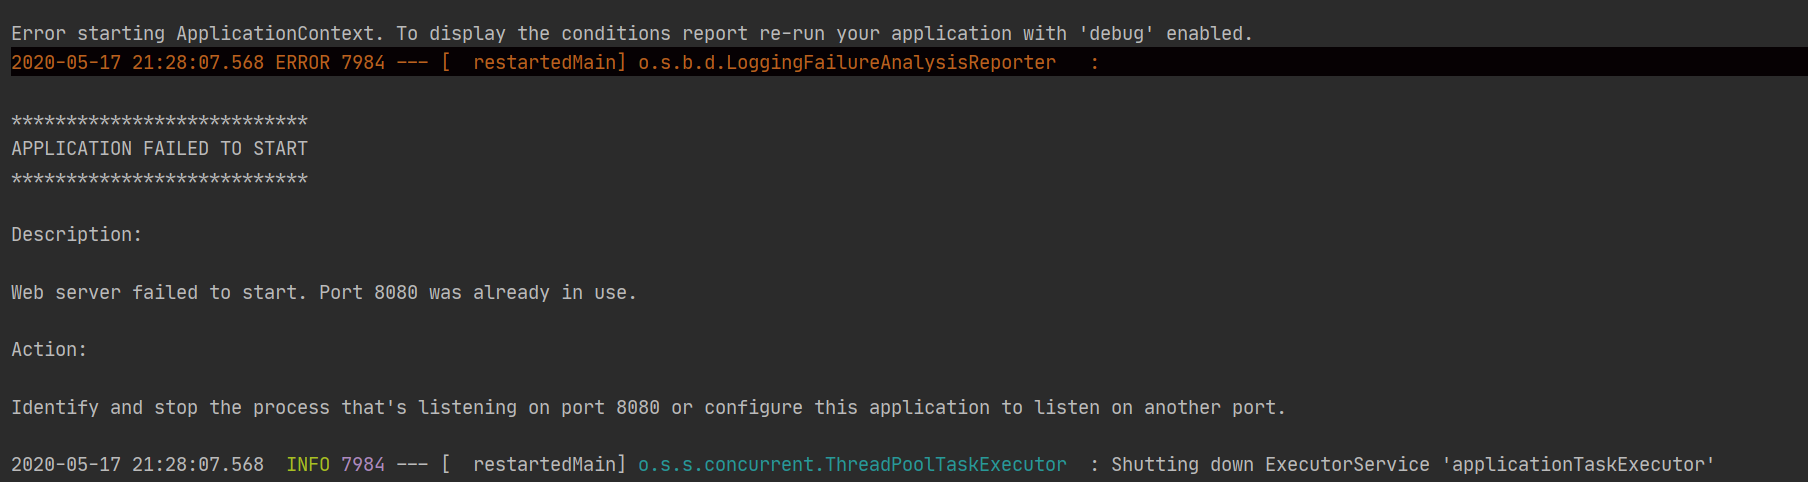 Error starting ApplicationContext. To display the conditions report re-run your application with 'debug' enabled.
2020-05-17 21:28:07.568 ERROR 7984 --- [  restartedMain] o.s.b.d.LoggingFailureAnalysisReporter   :
***************************
APPLICATION FAILED TO START
***************************
Description:
Web server failed to start. Port 8080 was already in use.
Action:
Identify and stop the process that's listening on port 8080 or configure this application to listen on another port.
2020-05-17 21:28:07.568  INFO 7984 --- [  restartedMain] o.s.s.concurrent.ThreadPoolTaskExecutor  : Shutting down ExecutorService 'applicationTaskExecutor'